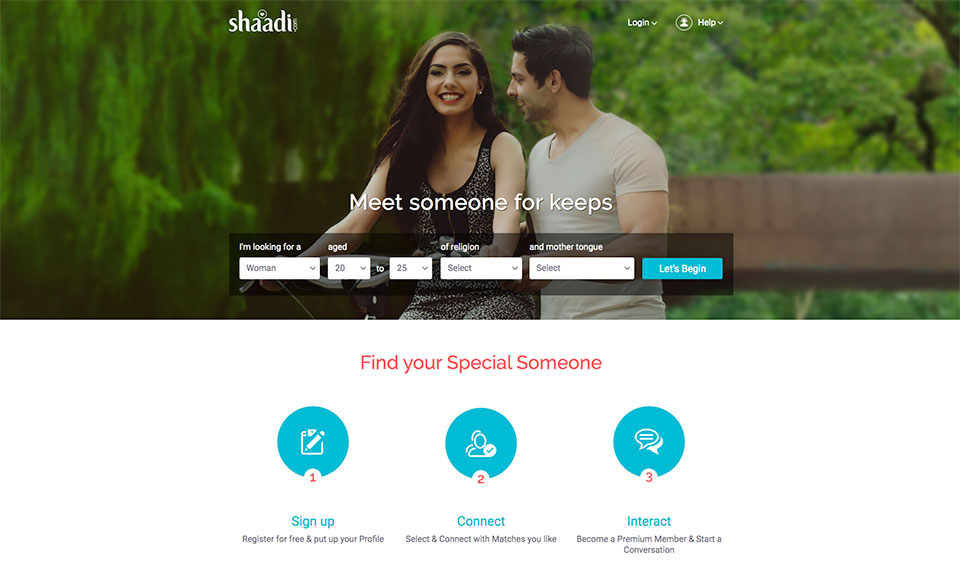 shaadi.com
Login
Help
Meet someone for keeps
I'm looking for a
aged
of religion
and mother tongue
Woman
20
to
25
Select
Select
Let's Begin
Find your Special Someone
1
2
3
Sign up
Connect
Interact
Register for free & put up your Profile
Select & Connect with Matches you like
Become a Premium Member & Start a
Conversation